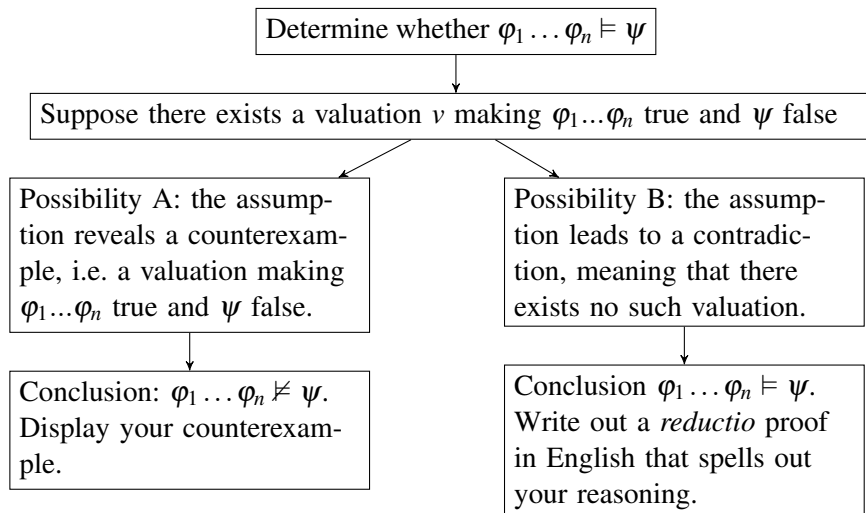 Determine whether φ₁ … φₙ ⊨ ψ
Suppose there exists a valuation v making φ₁...φₙ true and ψ false
Possibility A: the assump-
tion reveals a counterexam-
ple, i.e. a valuation making
φ₁...φₙ true and ψ false.
Possibility B: the assump-
tion leads to a contradic-
tion, meaning that there
exists no such valuation.
Conclusion: φ₁ … φₙ ⊭ ψ.
Display your counterexam-
ple.
Conclusion φ₁ … φₙ ⊨ ψ.
Write out a reductio proof
in English that spells out
your reasoning.